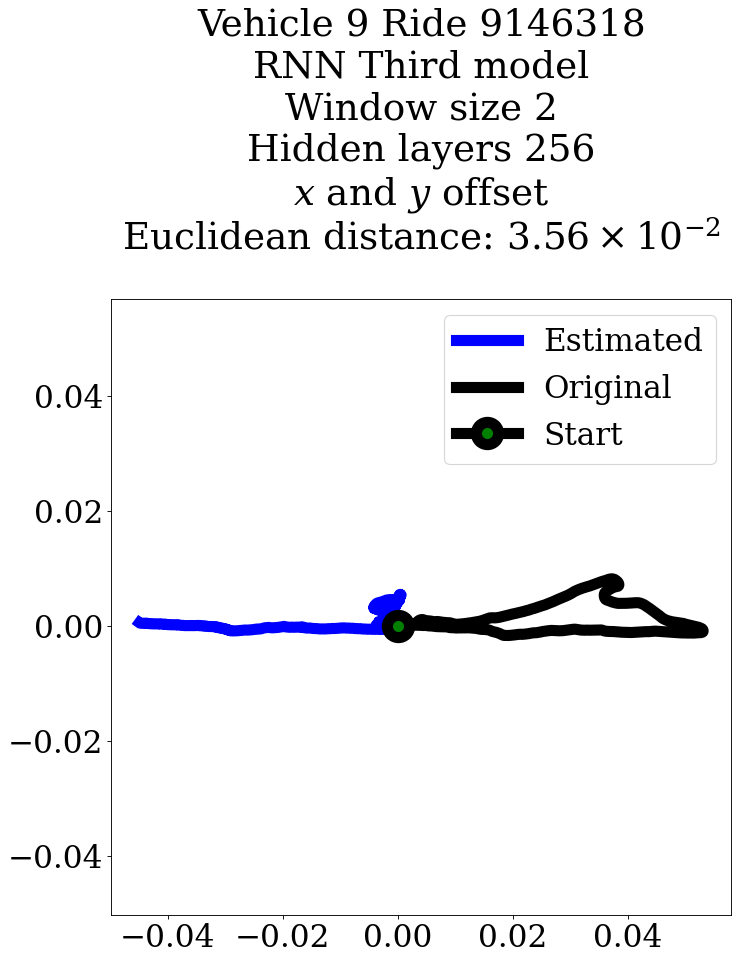 Vehicle 9 Ride 9146318
RNN Third model
Window size 2
Hidden layers 256
x and y offset
Euclidean distance: 3.56 × 10⁻²
Estimated
Original
Start
0.04
0.02
0.00
−0.02
−0.04
−0.04 −0.02 0.00 0.02 0.04